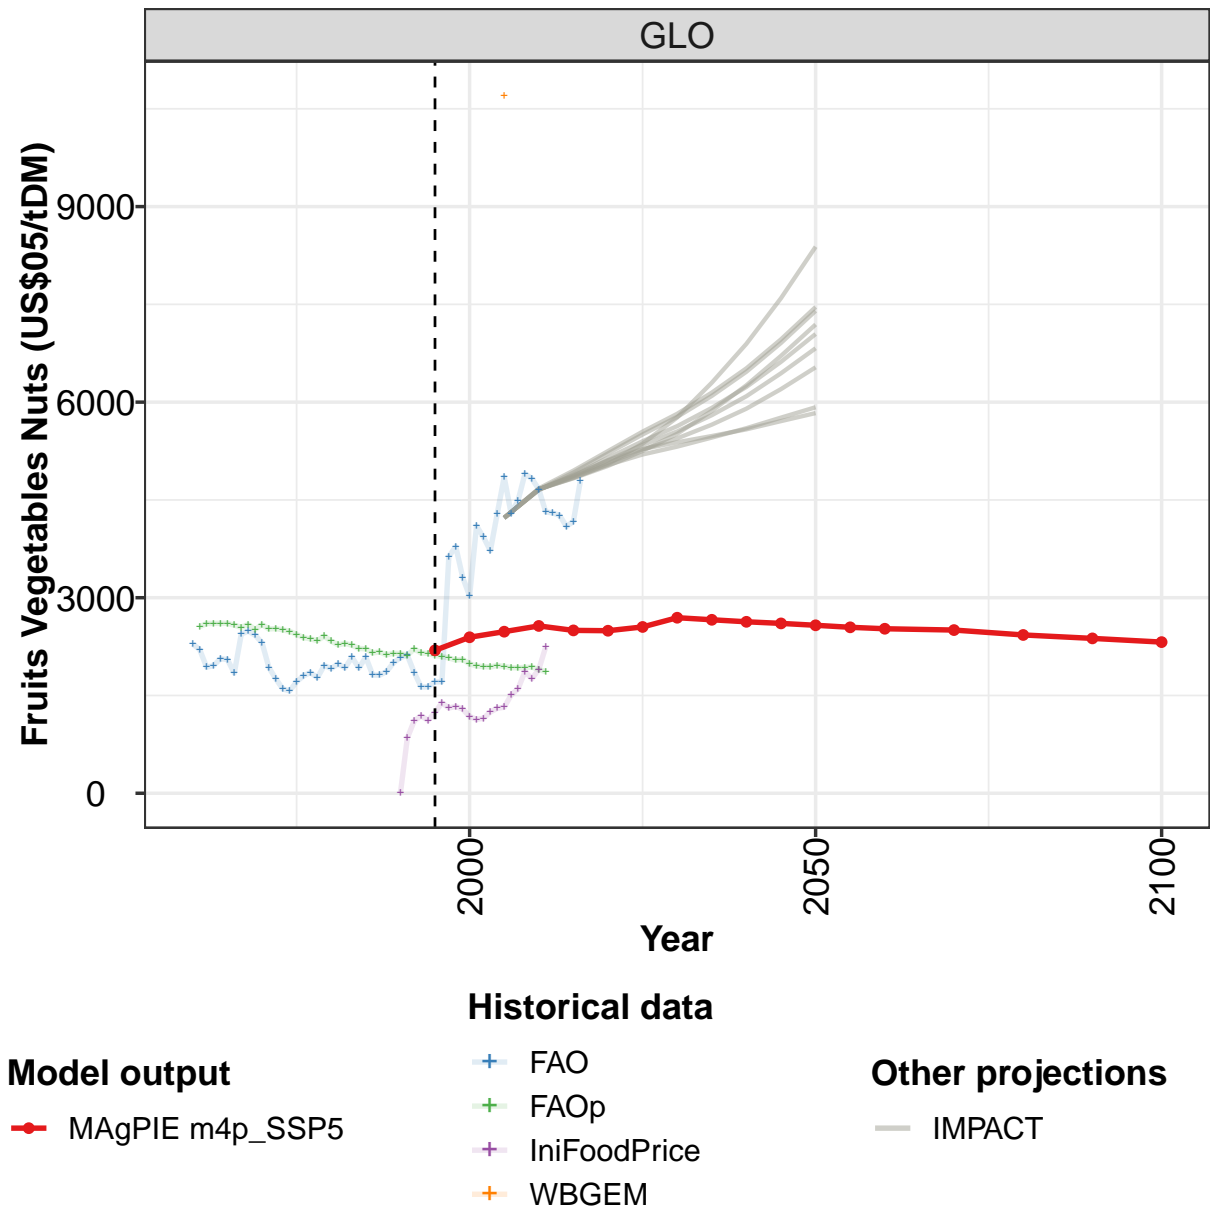 GLO
Fruits Vegetables Nuts (US$05/tDM)
9000
6000
3000
0
2000
2050
2100
Year
Historical data
FAO
FAOp
IniFoodPrice
WBGEM
Model output
MAgPIE m4p_SSP5
Other projections
IMPACT